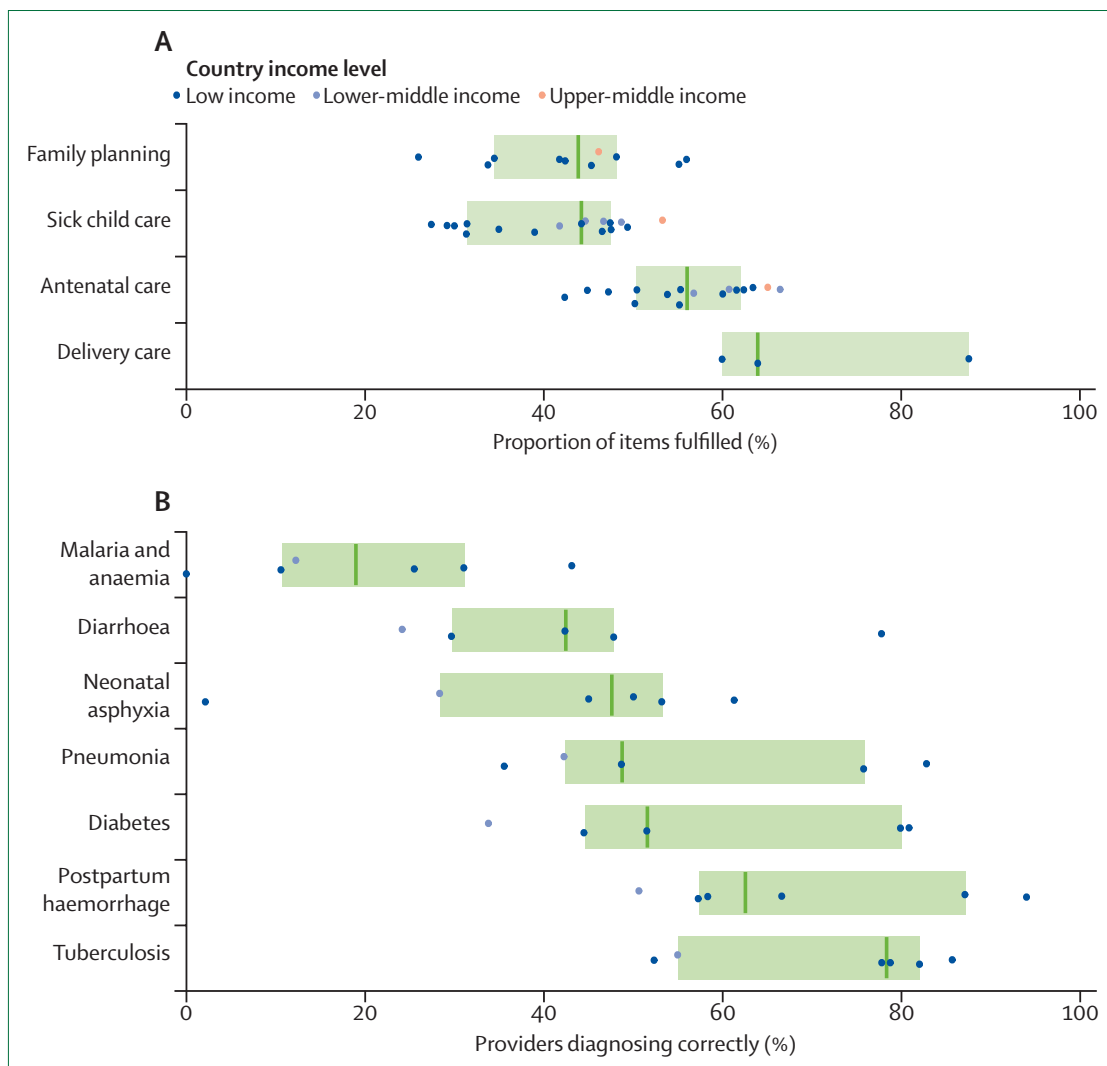 A
Country income level
Low income Lower-middle income Upper-middle income
Family planning
Sick child care
Antenatal care
Delivery care
0 20 40 60 80 100
Proportion of items fulfilled (%)
B
Malaria and
anaemia
Diarrhoea
Neonatal
asphyxia
Pneumonia
Diabetes
Postpartum
haemorrhage
Tuberculosis
0 20 40 60 80 100
Providers diagnosing correctly (%)